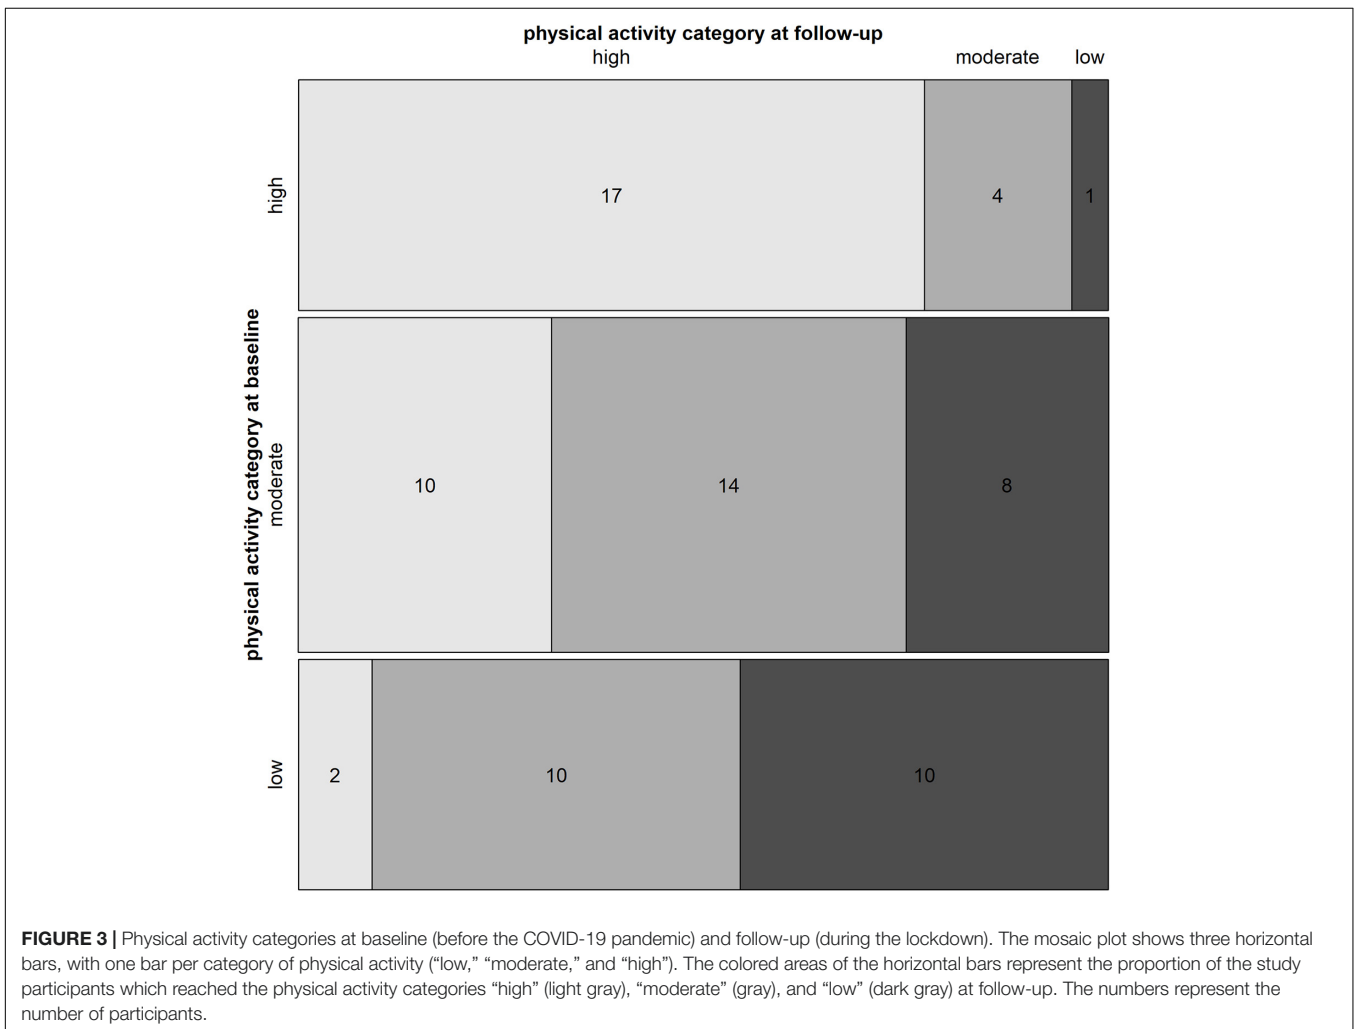 physical activity category at follow-up
high moderate low
high
17 4 1
physical activity category at baseline
moderate
10 14 8
low
2 10 10
FIGURE 3 | Physical activity categories at baseline (before the COVID-19 pandemic) and follow-up (during the lockdown). The mosaic plot shows three horizontal
bars, with one bar per category of physical activity (“low,” “moderate,” and “high”). The colored areas of the horizontal bars represent the proportion of the study
participants which reached the physical activity categories “high” (light gray), “moderate” (gray), and “low” (dark gray) at follow-up. The numbers represent the
number of participants.